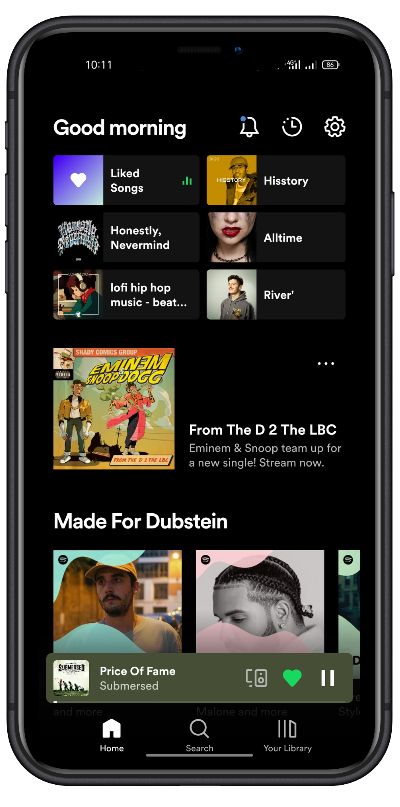 10:11
4G
86
Good morning
Liked
Songs
HISSTORY
Hisstory
Honestly,
Nevermind
Alltime
lofi hip hop
music - beat...
River'
SHADY COMICS GROUP
EMINEM
SNOOP DOGG
FROM THE D 2 THE LBC
From The D 2 The LBC
Eminem & Snoop team up for
a new single! Stream now.
Made For Dubstein
SUBMERSED
Price Of Fame
Submersed
and more
Malone and more
Style
Home
Search
Your Library